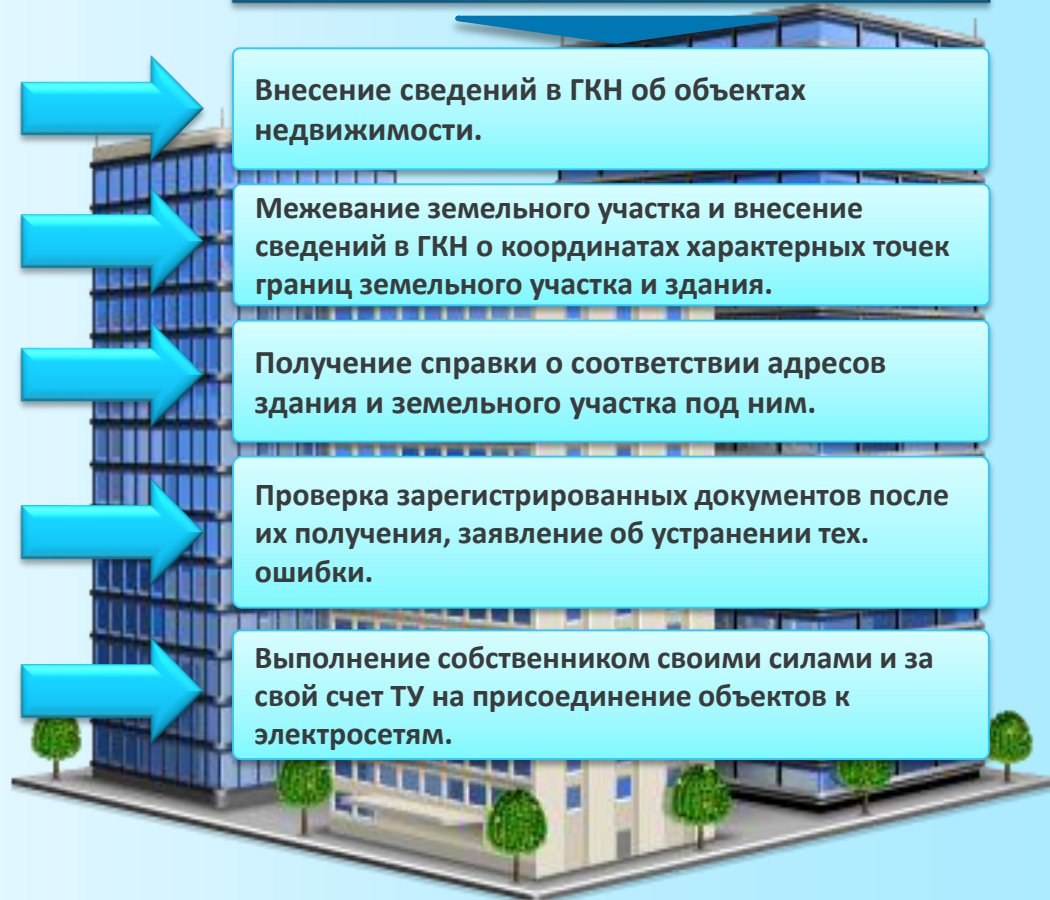 Внесение сведений в ГКН об объектах
недвижимости.
Межевание земельного участка и внесение
сведений в ГКН о координатах характерных точек
границ земельного участка и здания.
Получение справки о соответствии адресов
здания и земельного участка под ним.
Проверка зарегистрированных документов после
их получения, заявление об устранении тех.
ошибки.
Выполнение собственником своими силами и за
свой счет ТУ на присоединение объектов к
электросетям.